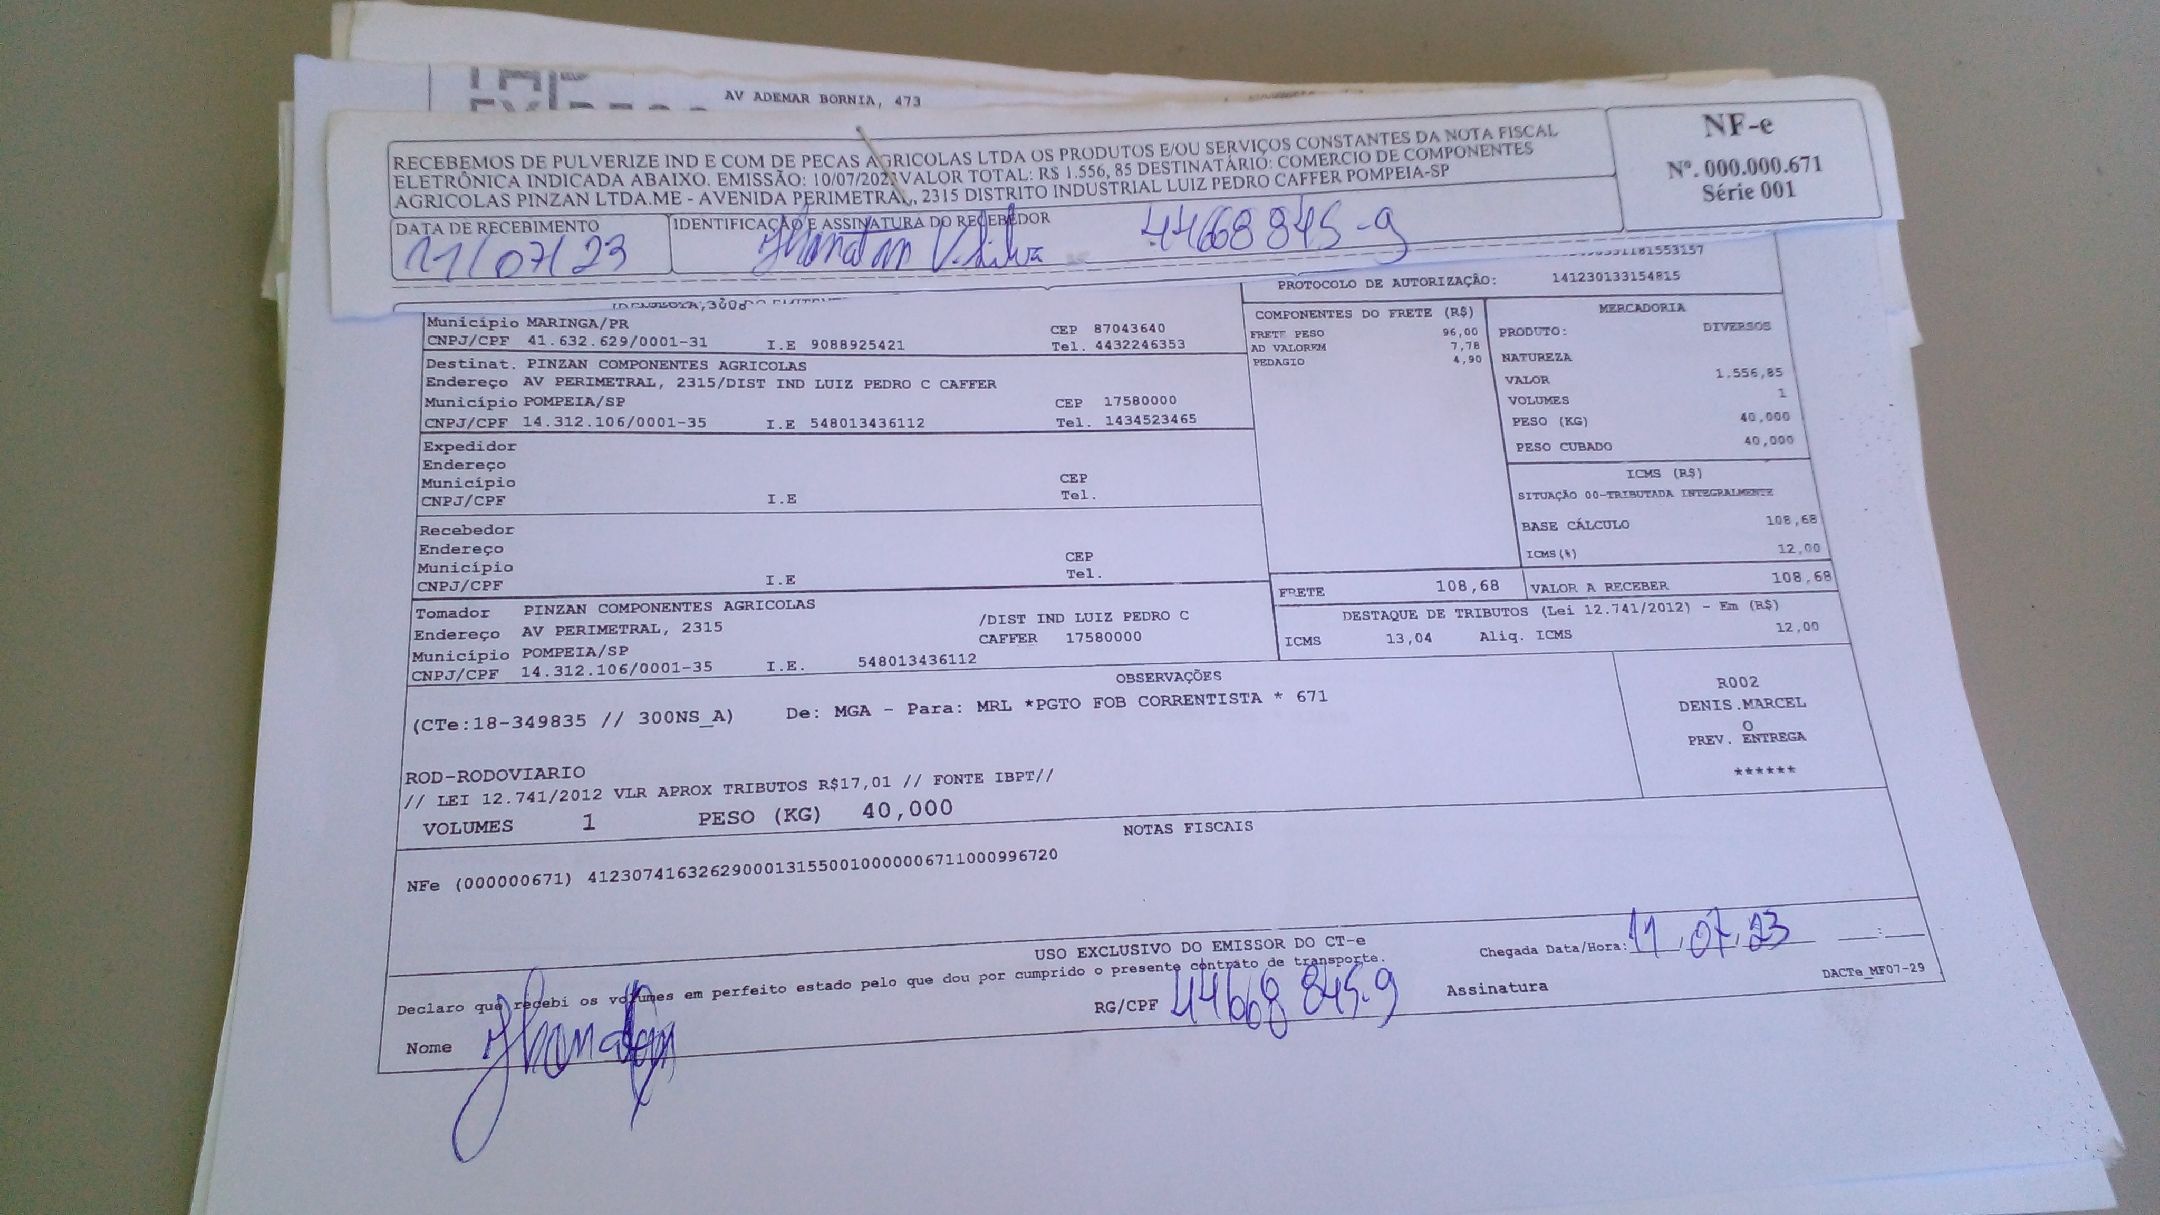 AV ADEMAR BORNIA, 473
RECEBEMOS DE PULVERIZE IND E COM DE PECAS AGRICOLAS LTDA OS PRODUTOS E/OU SERVIÇOS CONSTANTES DA NOTA FISCAL
ELETRÔNICA INDICADA ABAIXO. EMISSÃO: 10/07/2023 VALOR TOTAL: R$ 1.556, 85 DESTINATÁRIO: COMERCIO DE COMPONENTES
AGRICOLAS PINZAN LTDA.ME - AVENIDA PERIMETRAL, 2315 DISTRITO INDUSTRIAL LUIZ PEDRO CAFFER POMPEIA-SP
NF-e
Nº. 000.000.671
Série 001
DATA DE RECEBIMENTO
11/07/23
IDENTIFICAÇÃO E ASSINATURA DO RECEBEDOR
Jhonatan V. Silva 44668845-9
PROTOCOLO DE AUTORIZAÇÃO: 141230133154815
Município MARINGA/PR CEP 87043640
CNPJ/CPF 41.632.629/0001-31 I.E 9088925421 Tel. 4432246353
Destinat. PINZAN COMPONENTES AGRICOLAS
Endereço AV PERIMETRAL, 2315/DIST IND LUIZ PEDRO C CAFFER
Município POMPEIA/SP CEP 17580000
CNPJ/CPF 14.312.106/0001-35 I.E 548013436112 Tel. 1434523465
Expedidor
Endereço
Município CEP
CNPJ/CPF I.E Tel.
Recebedor
Endereço
Município CEP
CNPJ/CPF I.E Tel.
Tomador PINZAN COMPONENTES AGRICOLAS
Endereço AV PERIMETRAL, 2315 /DIST IND LUIZ PEDRO C
CAFFER 17580000
Município POMPEIA/SP
CNPJ/CPF 14.312.106/0001-35 I.E. 548013436112
COMPONENTES DO FRETE (R$)
FRETE PESO 96,00
AD VALOREM 7,78
PEDAGIO 4,90
MERCADORIA
PRODUTO: DIVERSOS
NATUREZA
VALOR 1.556,85
VOLUMES 1
PESO (KG) 40,000
PESO CUBADO 40,000
ICMS (R$)
SITUAÇÃO 00-TRIBUTADA INTEGRALMENTE
BASE CÁLCULO 108,68
ICMS(%) 12,00
FRETE 108,68 VALOR A RECEBER 108,68
DESTAQUE DE TRIBUTOS (Lei 12.741/2012) - Em (R$)
ICMS 13,04 Aliq. ICMS 12,00
OBSERVAÇÕES
(CTe:18-349835 // 300NS_A) De: MGA - Para: MRL *PGTO FOB CORRENTISTA * 671
ROD-RODOVIARIO
// LEI 12.741/2012 VLR APROX TRIBUTOS R$17,01 // FONTE IBPT//
VOLUMES 1 PESO (KG) 40,000
R002
DENIS.MARCEL
O
PREV. ENTREGA
******
NOTAS FISCAIS
NFe (000000671) 41230741632629000131550010000006711000996720
USO EXCLUSIVO DO EMISSOR DO CT-e
Declaro que recebi os volumes em perfeito estado pelo que dou por cumprido o presente contrato de transporte.
Chegada Data/Hora: 11/07/23 __:__
Nome Jhonatan RG/CPF 44668845-9 Assinatura
DACTe_MF07-29